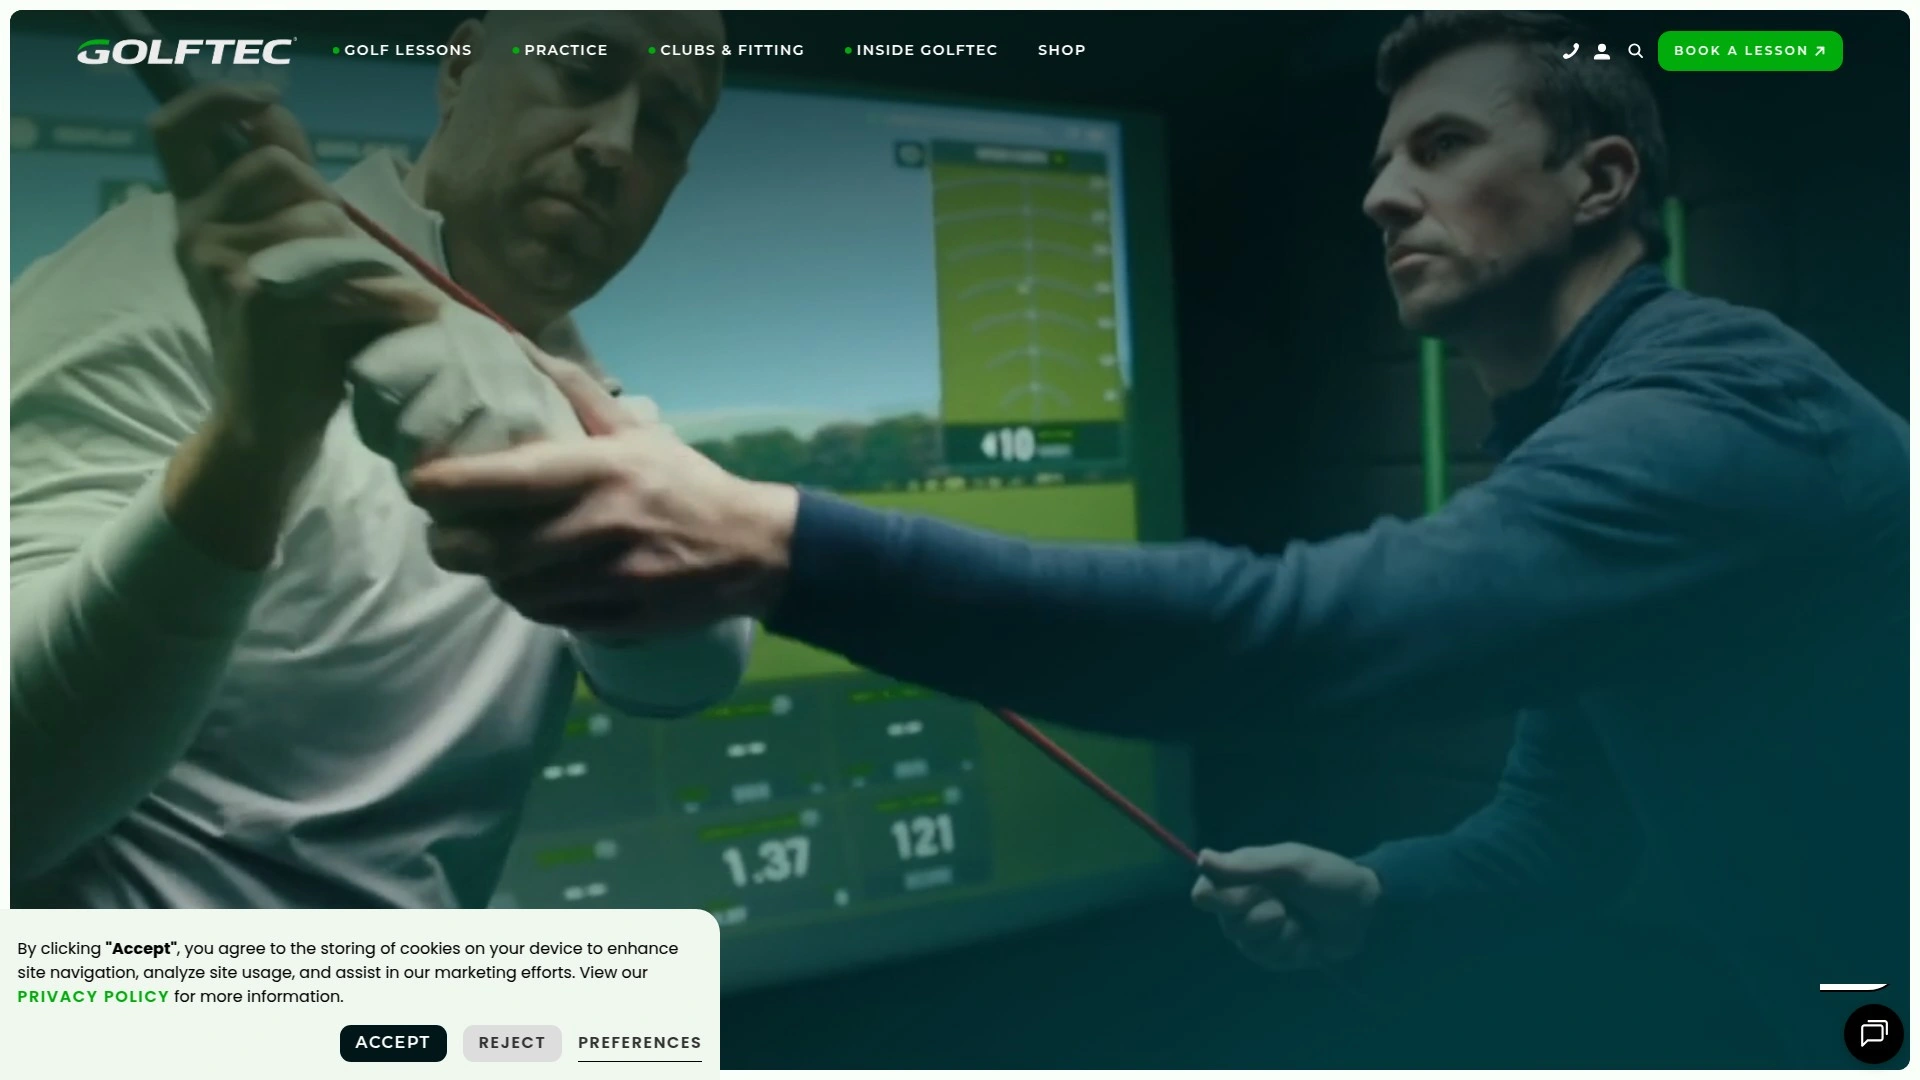 GOLFTEC
GOLF LESSONS
PRACTICE
CLUBS & FITTING
INSIDE GOLFTEC
SHOP
BOOK A LESSON
10
1.37
121
By clicking "Accept", you agree to the storing of cookies on your device to enhance
site navigation, analyze site usage, and assist in our marketing efforts. View our
PRIVACY POLICY for more information.
ACCEPT
REJECT
PREFERENCES